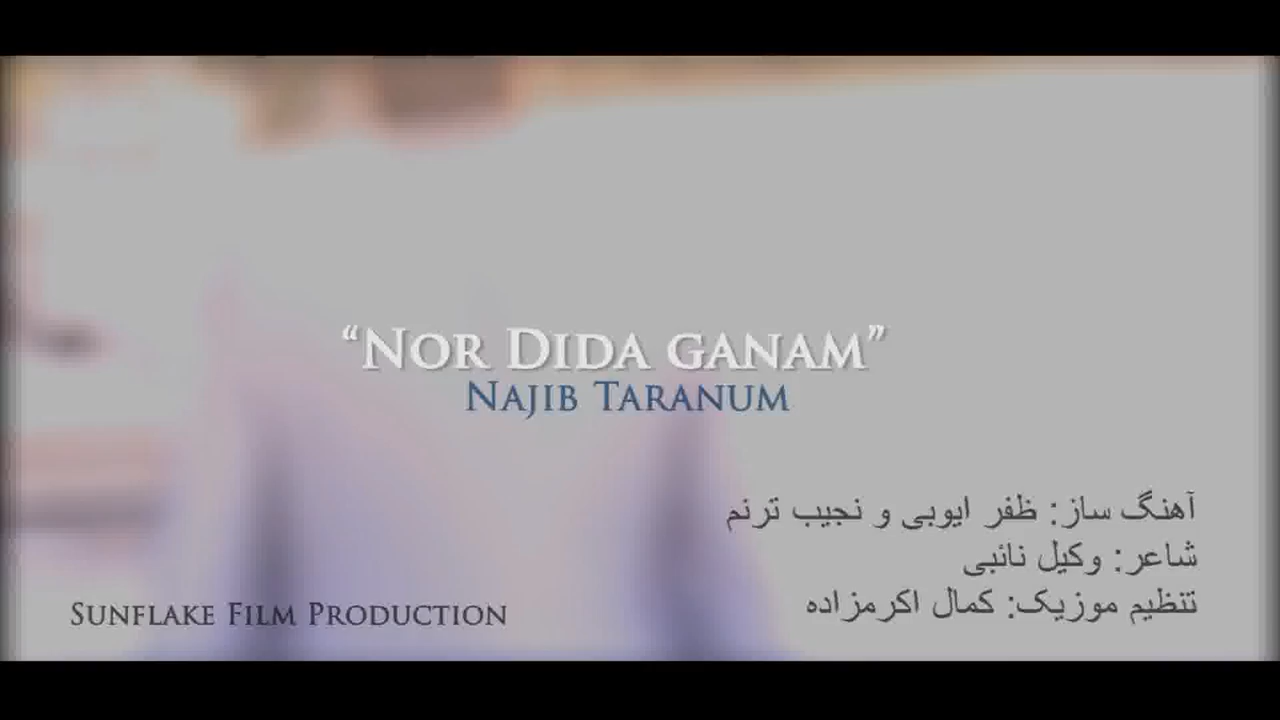 “Nor Dida ganam”
Najib Taranum
آهنگ ساز: ظفر ایوبی و نجیب ترنم
شاعر: وکیل نائبی
تنظیم موزیک: کمال اکرمزاده
Sunflake Film Production